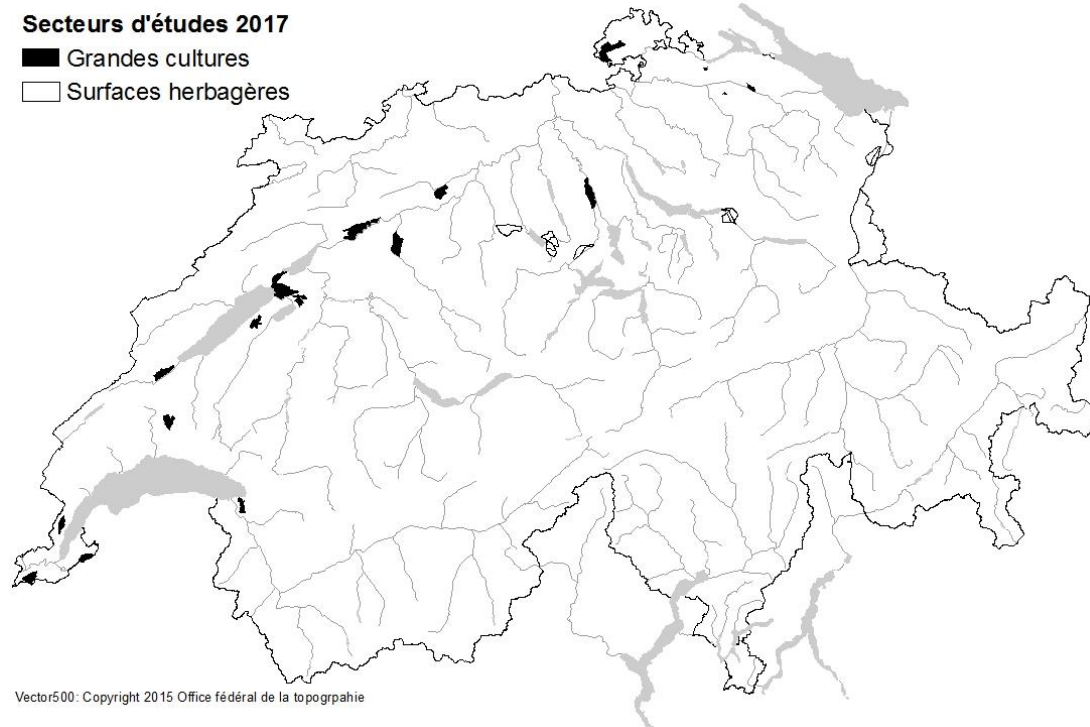 Secteurs d'études 2017
Grandes cultures
Surfaces herbagères
Vector500: Copyright 2015 Office fédéral de la topogrpahie